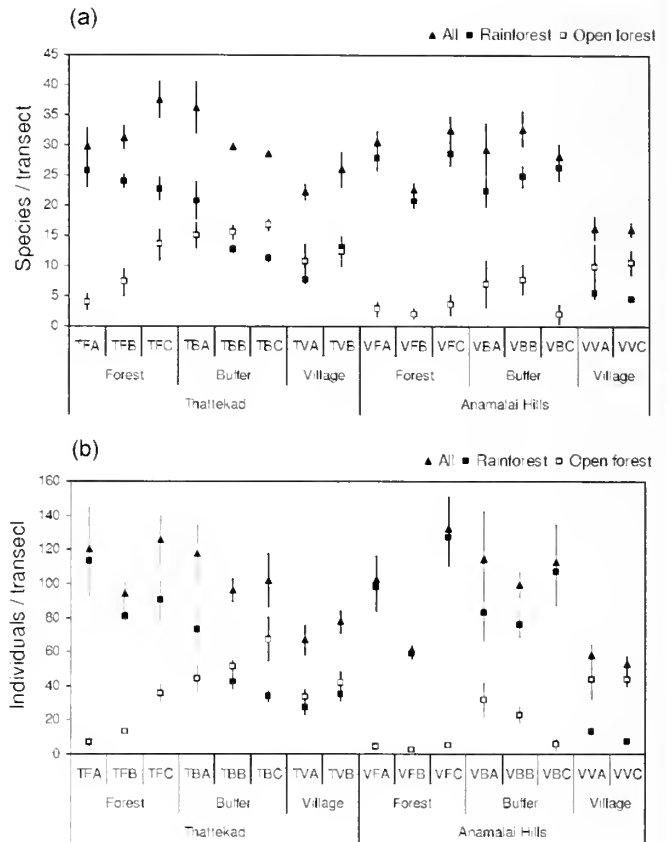 (a)
▲ All ■ Rainforest □ Open forest
Species / transect
45
40
35
30
25
20
15
10
5
0
TFA TFB TFC TBA TBB TBC TVA TVB VFA VFB VFC VBA VBB VBC VVA VVC
Forest Buffer Village Forest Buffer Village
Thattekad Anamalai Hills
(b)
▲ All ■ Rainforest □ Open forest
Individuals / transect
160
140
120
100
80
60
40
20
0
TFA TFB TFC TBA TBB TBC TVA TVB VFA VFB VFC VBA VBB VBC VVA VVC
Forest Buffer Village Forest Buffer Village
Thattekad Anamalai Hills